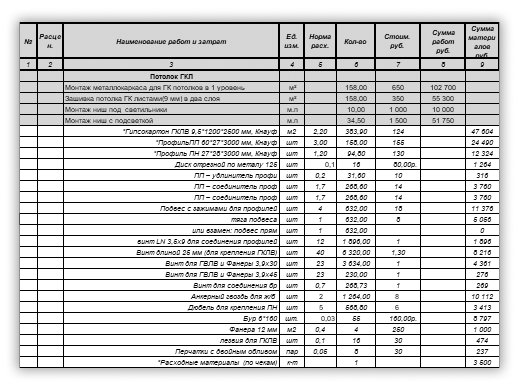 № Расцен. Наименование работ и затрат Ед. изм. Норма расх. Кол-во Стоим. руб. Сумма работ руб. Сумма материалов руб.
1 2 3 4 5 6 7 8 9
Потолок ГКЛ
Монтаж металлокаркаса для ГК потолков в 1 уровень м² 158,00 650 102 700
Зашивка потолка ГК листами(9 мм) в два слоя м² 158,00 350 55 300
Монтаж ниш под светильники м.п 10,00 1 000 10 000
Монтаж ниш с подсветкой м.п 34,50 1 500 51 750
*Гипсокартон ГКЛВ 9,5*1200*2500 мм, Кнауф м2 2,20 383,90 124 47 604
*ПрофильПП 60*27*3000 мм, Кнауф шт 3,00 158,00 155 24 490
*Профиль ПН 27*28*3000 мм, Кнауф шт 1,20 94,80 130 12 324
Диск отрезной по металу 125 шт 0,1 16 80,00р. 1 264
ПП – удлинитель профи шт 0,2 31,60 10 316
ПП – соединитель проф шт 1,7 268,60 14 3 760
ПП – соединитель проф шт 1,7 268,60 14 3 760
Подвес с зажимами для профилей шт 4 632,00 18 11 376
тяга подвеса шт 1 632,00 8 5 056
или взамен: подвес прям шт 1 632,00 0
винт LN 3,5х9 для соединения профилей шт 12 1 896,00 1 1 896
Винт длиной 25 мм (для крепления ГКЛВ) шт 40 6 320,00 1,30 8 216
Винт для ГВЛВ и Фанеры 3,9х30 шт 23 3 634,00 1 4 361
Винт для ГВЛВ и Фанеры 3,9х45 шт 23 230,00 1 276
Винт для соединения бр шт 0,7 268,73 1 269
Анкерный гвоздь для ж/б шт 2 1 264,00 8 10 112
Дюбель для крепления ПН шт 5 568,80 6 3 413
Бур 6*160 шт. 0,03 55 160,00р. 8 797
Фанера 12 мм м2 0,4 4 250 1 000
лезвия для ГКЛВ шт 0,1 16 30 474
Перчатки с двойным обливом пар 0,05 8 30 237
*Расходные материалы (по чекам) к-т 1 3 500